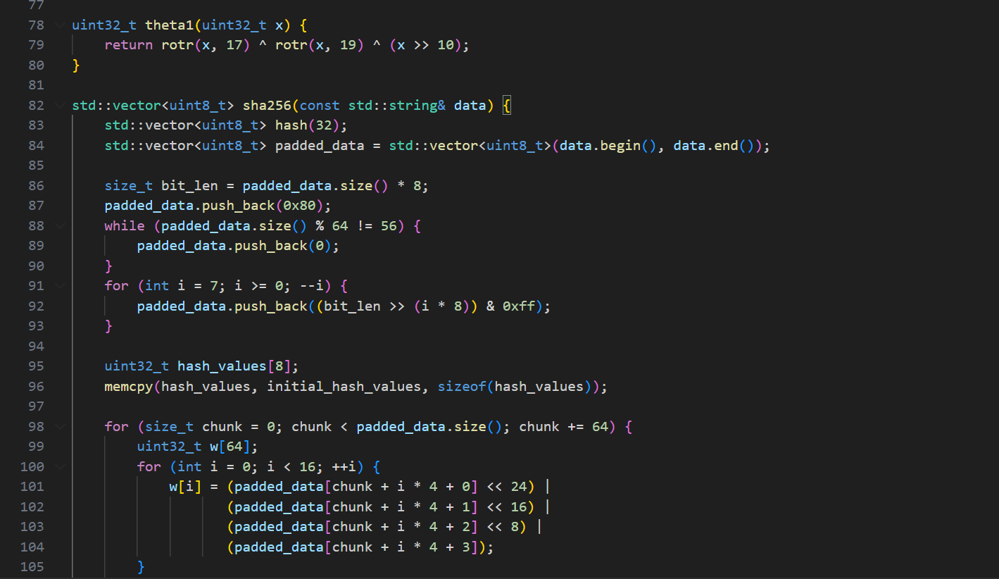 77
78 uint32_t theta1(uint32_t x) {
79     return rotr(x, 17) ^ rotr(x, 19) ^ (x >> 10);
80 }
81
82 std::vector<uint8_t> sha256(const std::string& data) {
83     std::vector<uint8_t> hash(32);
84     std::vector<uint8_t> padded_data = std::vector<uint8_t>(data.begin(), data.end());
85
86     size_t bit_len = padded_data.size() * 8;
87     padded_data.push_back(0x80);
88     while (padded_data.size() % 64 != 56) {
89         padded_data.push_back(0);
90     }
91     for (int i = 7; i >= 0; --i) {
92         padded_data.push_back((bit_len >> (i * 8)) & 0xff);
93     }
94
95     uint32_t hash_values[8];
96     memcpy(hash_values, initial_hash_values, sizeof(hash_values));
97
98     for (size_t chunk = 0; chunk < padded_data.size(); chunk += 64) {
99         uint32_t w[64];
100         for (int i = 0; i < 16; ++i) {
101             w[i] = (padded_data[chunk + i * 4 + 0] << 24) |
102                    (padded_data[chunk + i * 4 + 1] << 16) |
103                    (padded_data[chunk + i * 4 + 2] << 8) |
104                    (padded_data[chunk + i * 4 + 3]);
105         }